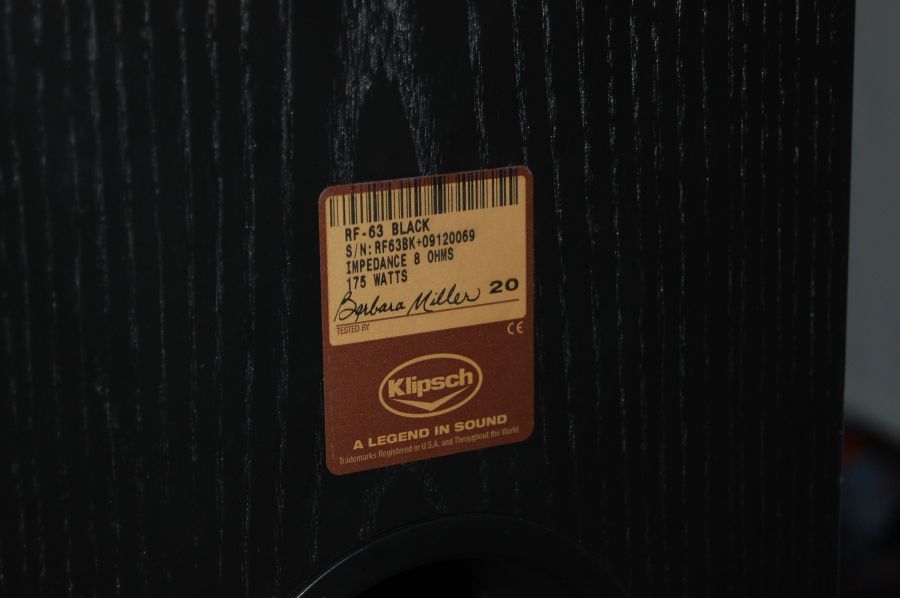 RF-63 BLACK
S/N:RF63BK+09120069
IMPEDANCE 8 OHMS
175 WATTS
Barbara Miller 20
TESTED BY
CE
Klipsch
A LEGEND IN SOUND
Trademarks Registered in U.S.A. and Throughout the World.